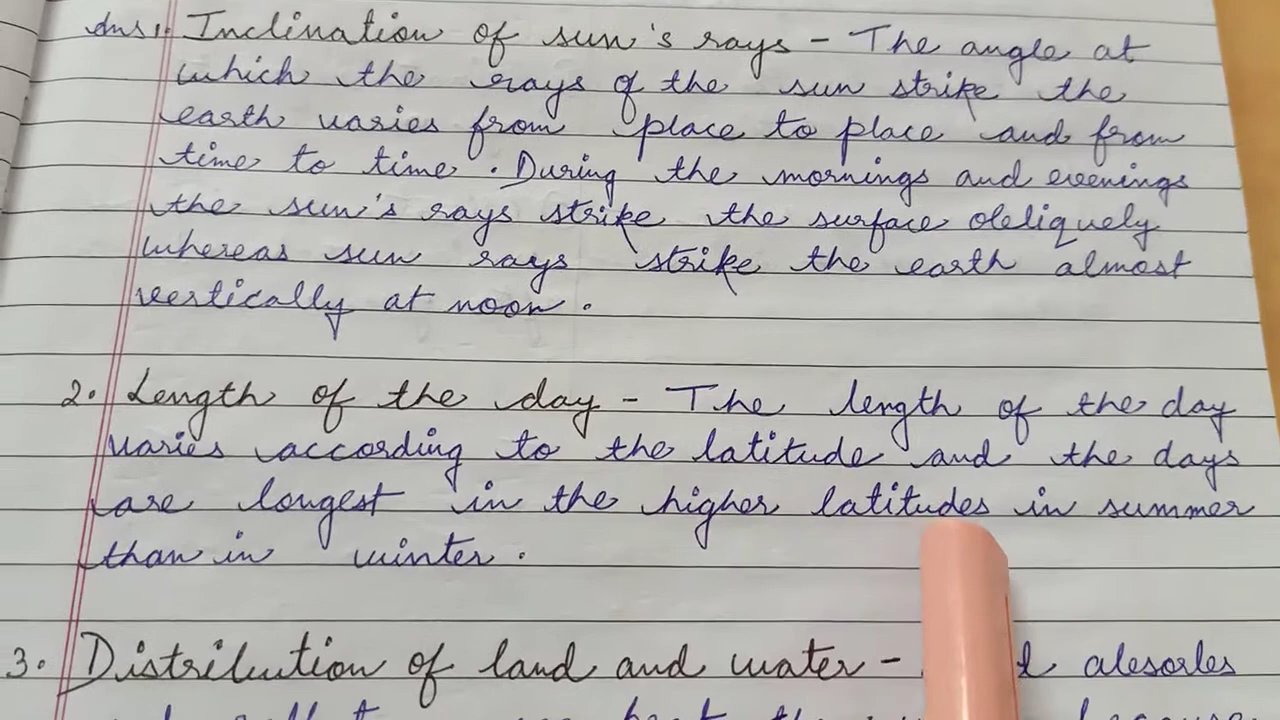 Ans 1. Inclination of sun's rays - The angle at
which the rays of the sun strike the
earth varies from place to place and from
time to time. During the mornings and evenings
the sun's rays strike the surface obliquely
whereas sun rays strike the earth almost
vertically at noon.
2. Length of the day - The length of the day
varies according to the latitude and the days
are longest in the higher latitudes in summer
than in winter.
3. Distribution of land and water - absorbs
heat the because